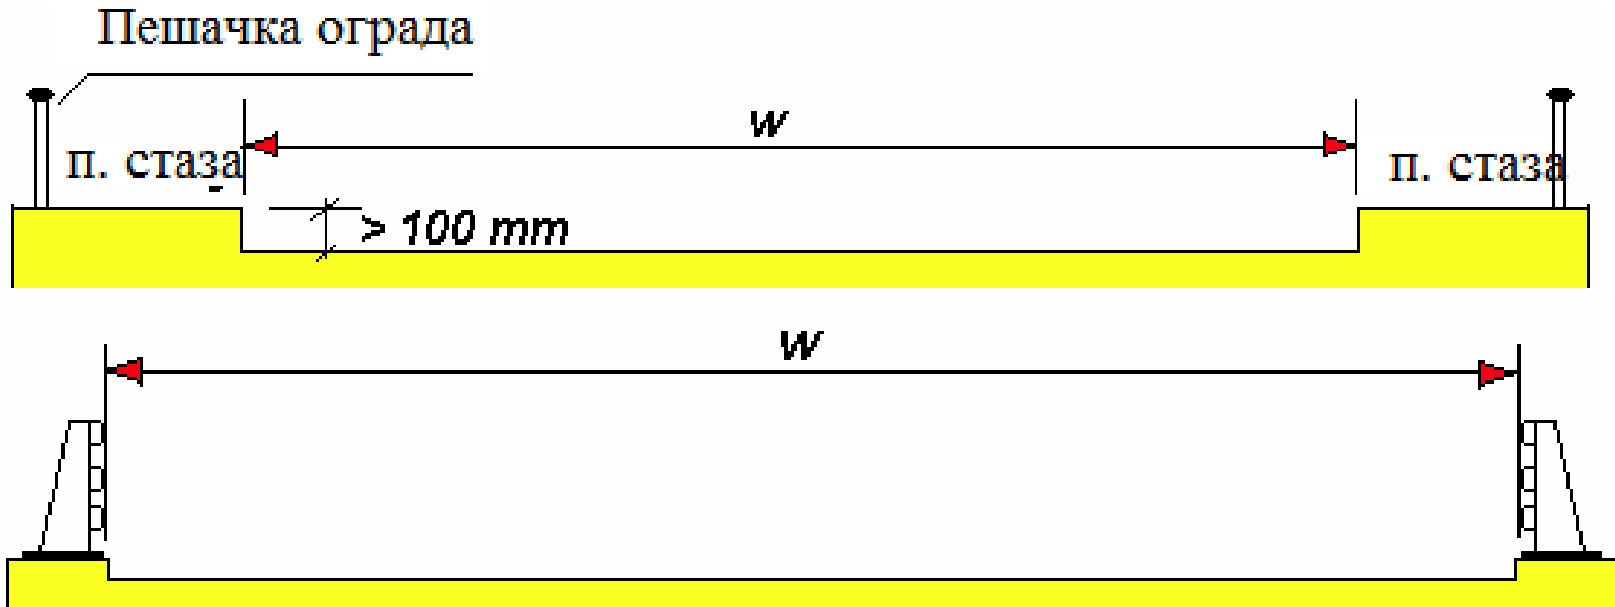 Пешачка ограда
w
п. стаза
п. стаза
> 100 mm
w